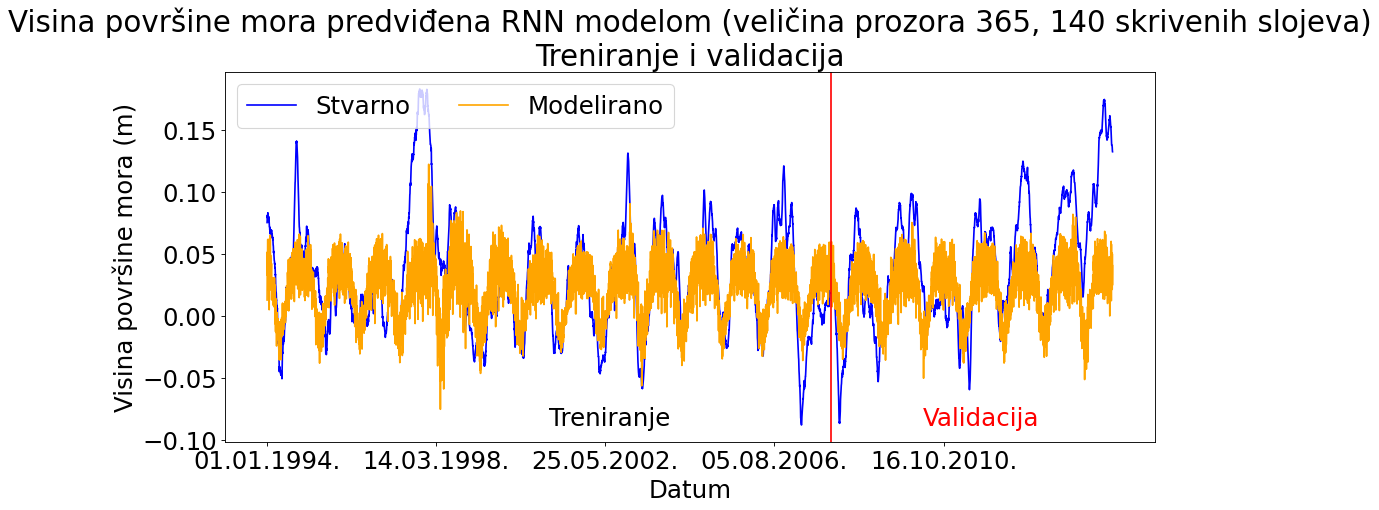 Visina površine mora predviđena RNN modelom (veličina prozora 365, 140 skrivenih slojeva)
Treniranje i validacija
Stvarno
Modelirano
Visina površine mora (m)
0.15
0.10
0.05
0.00
−0.05
−0.10
Treniranje
Validacija
01.01.1994.
14.03.1998.
25.05.2002.
05.08.2006.
16.10.2010.
Datum